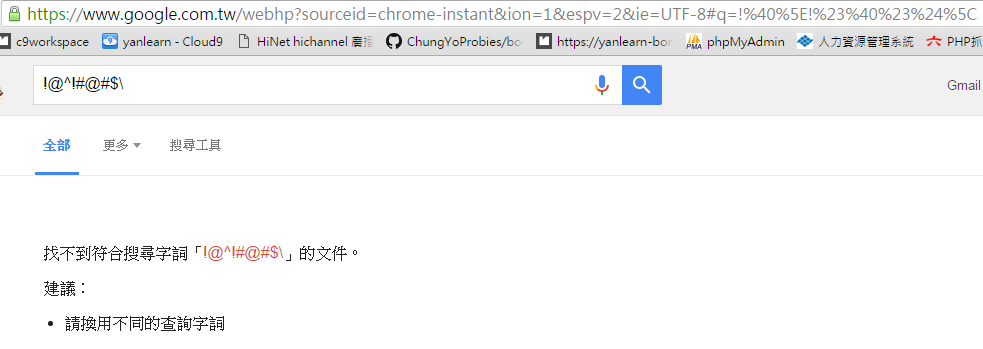 https://www.google.com.tw/webhp?sourceid=chrome-instant&ion=1&espv=2&ie=UTF-8#q=!%40%5E!%23%40%23%24%5C
c9workspace yanlearn - Cloud9 HiNet hichannel 廣播 ChungYoProbies/boo https://yanlearn-bor phpMyAdmin 人力資源管理系統 PHP抓
!@^!#@#$\ Gmail
全部 更多 搜尋工具
找不到符合搜尋字詞「!@^!#@#$\」的文件。
建議：
• 請換用不同的查詢字詞